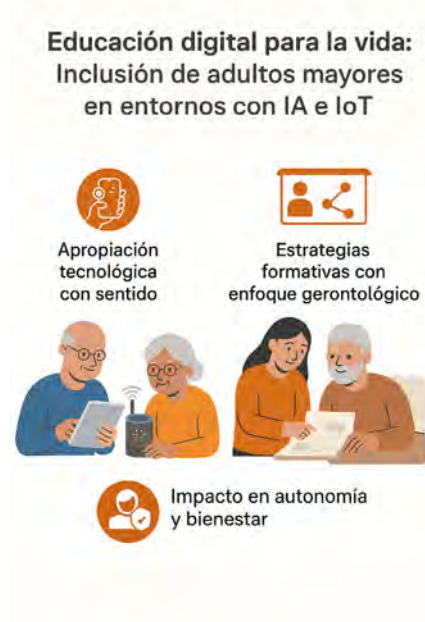 Educación digital para la vida:
Inclusión de adultos mayores
en entornos con IA e IoT
Apropiación
tecnológica
con sentido
Estrategias
formativas con
enfoque gerontológico
Impacto en autonomía
y bienestar